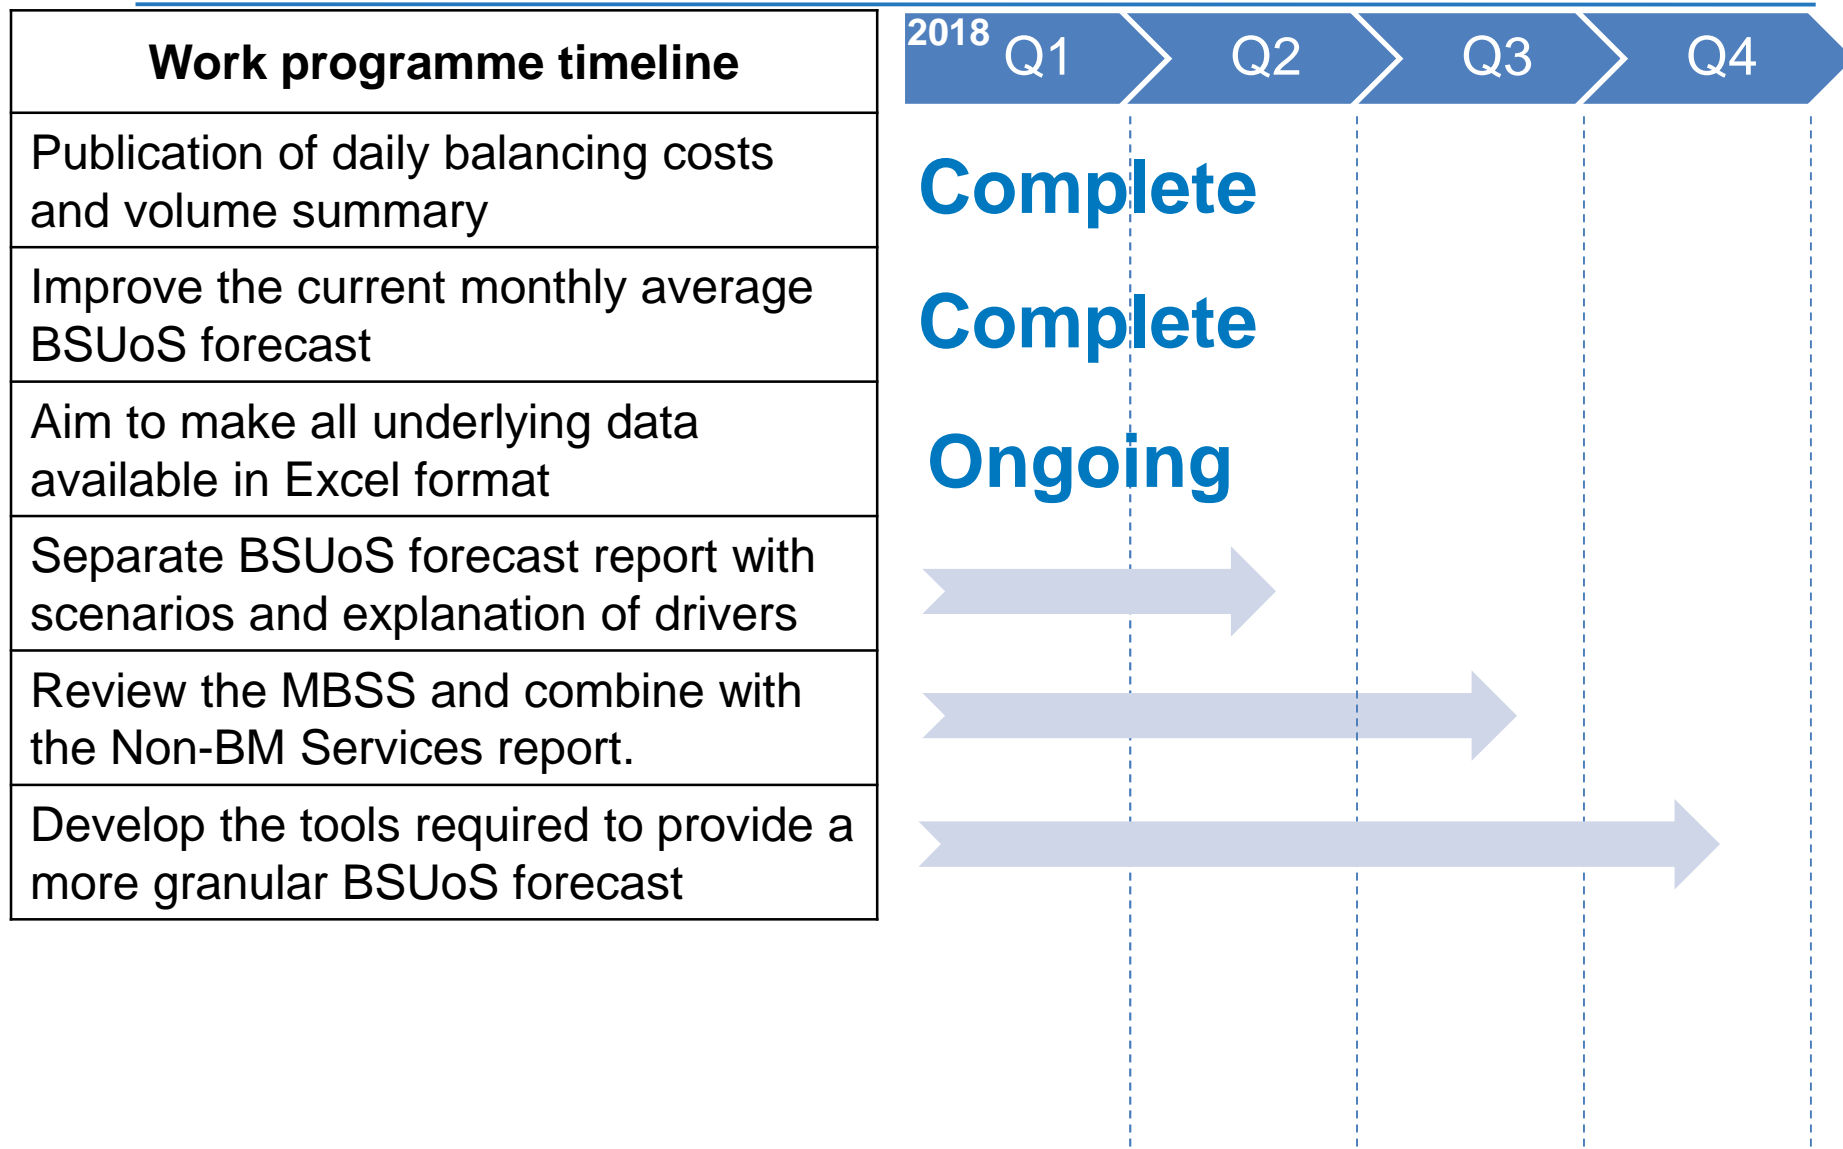 Work programme timeline
2018 Q1 Q2 Q3 Q4
Publication of daily balancing costs
and volume summary
Complete
Improve the current monthly average
BSUoS forecast
Complete
Aim to make all underlying data
available in Excel format
Ongoing
Separate BSUoS forecast report with
scenarios and explanation of drivers
Review the MBSS and combine with
the Non-BM Services report.
Develop the tools required to provide a
more granular BSUoS forecast